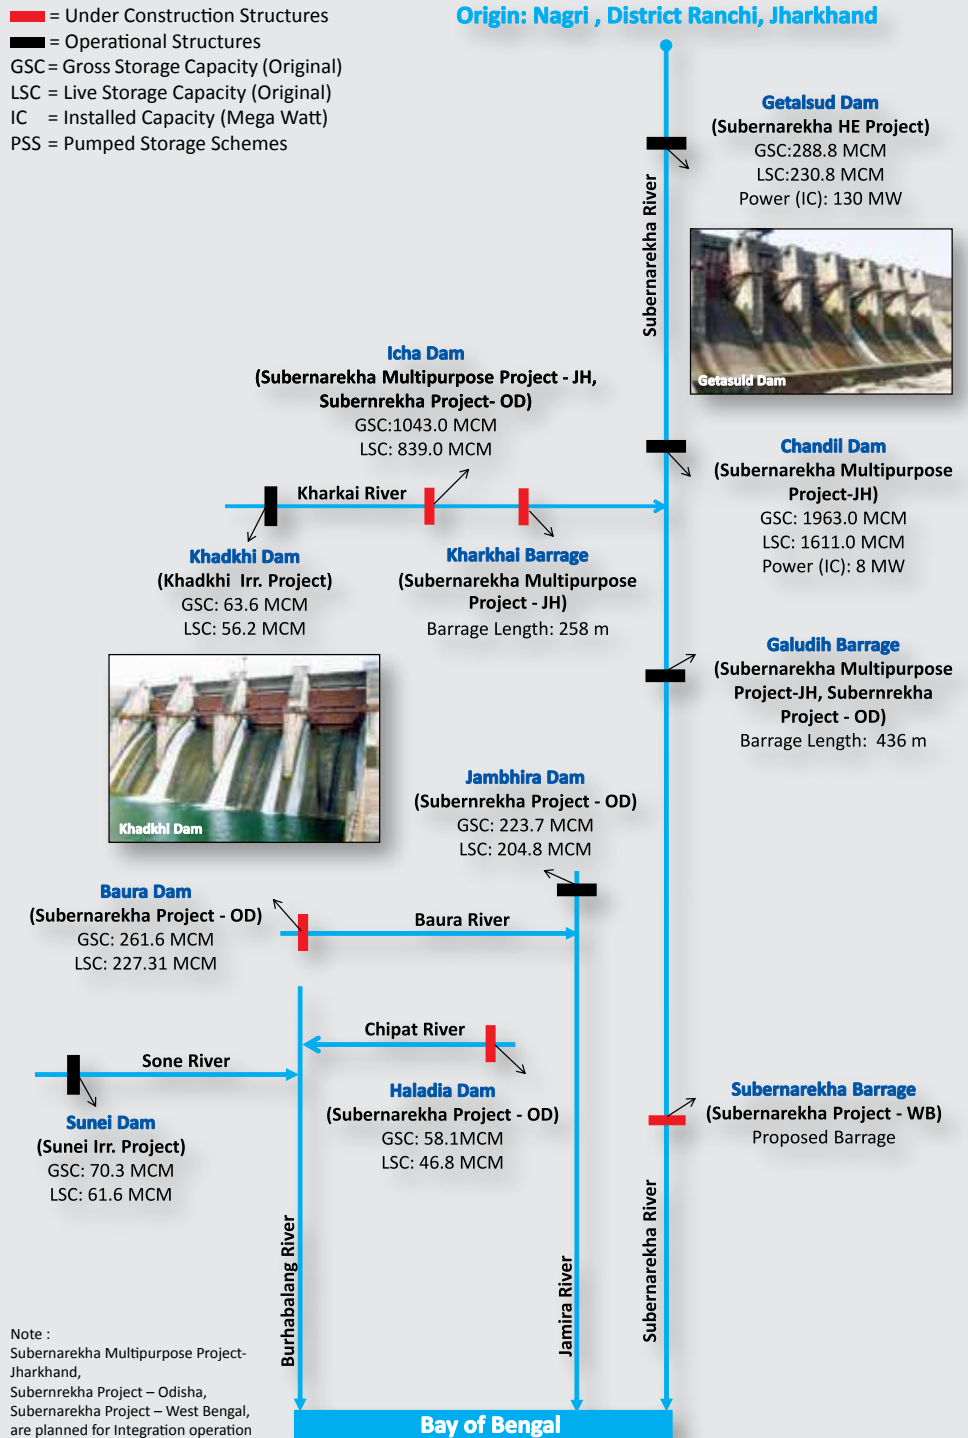 = Under Construction Structures
= Operational Structures
GSC = Gross Storage Capacity (Original)
LSC = Live Storage Capacity (Original)
IC = Installed Capacity (Mega Watt)
PSS = Pumped Storage Schemes
Origin: Nagri , District Ranchi, Jharkhand
Getalsud Dam
(Subernarekha HE Project)
GSC:288.8 MCM
LSC:230.8 MCM
Power (IC): 130 MW
Subernarekha River
Getasuld Dam
Icha Dam
(Subernarekha Multipurpose Project - JH,
Subernrekha Project- OD)
GSC:1043.0 MCM
LSC: 839.0 MCM
Chandil Dam
(Subernarekha Multipurpose
Project-JH)
GSC: 1963.0 MCM
LSC: 1611.0 MCM
Power (IC): 8 MW
Kharkai River
Khadkhi Dam
(Khadkhi Irr. Project)
GSC: 63.6 MCM
LSC: 56.2 MCM
Kharkhai Barrage
(Subernarekha Multipurpose
Project - JH)
Barrage Length: 258 m
Galudih Barrage
(Subernarekha Multipurpose
Project-JH, Subernrekha
Project - OD)
Barrage Length: 436 m
Khadkhi Dam
Jambhira Dam
(Subernrekha Project - OD)
GSC: 223.7 MCM
LSC: 204.8 MCM
Baura Dam
(Subernarekha Project - OD)
GSC: 261.6 MCM
LSC: 227.31 MCM
Baura River
Chipat River
Sone River
Haladia Dam
(Subernarekha Project - OD)
GSC: 58.1MCM
LSC: 46.8 MCM
Sunei Dam
(Sunei Irr. Project)
GSC: 70.3 MCM
LSC: 61.6 MCM
Subernarekha Barrage
(Subernarekha Project - WB)
Proposed Barrage
Burhabalang River
Jamira River
Subernarekha River
Note :
Subernarekha Multipurpose Project-
Jharkhand,
Subernrekha Project – Odisha,
Subernarekha Project – West Bengal,
are planned for Integration operation
Bay of Bengal